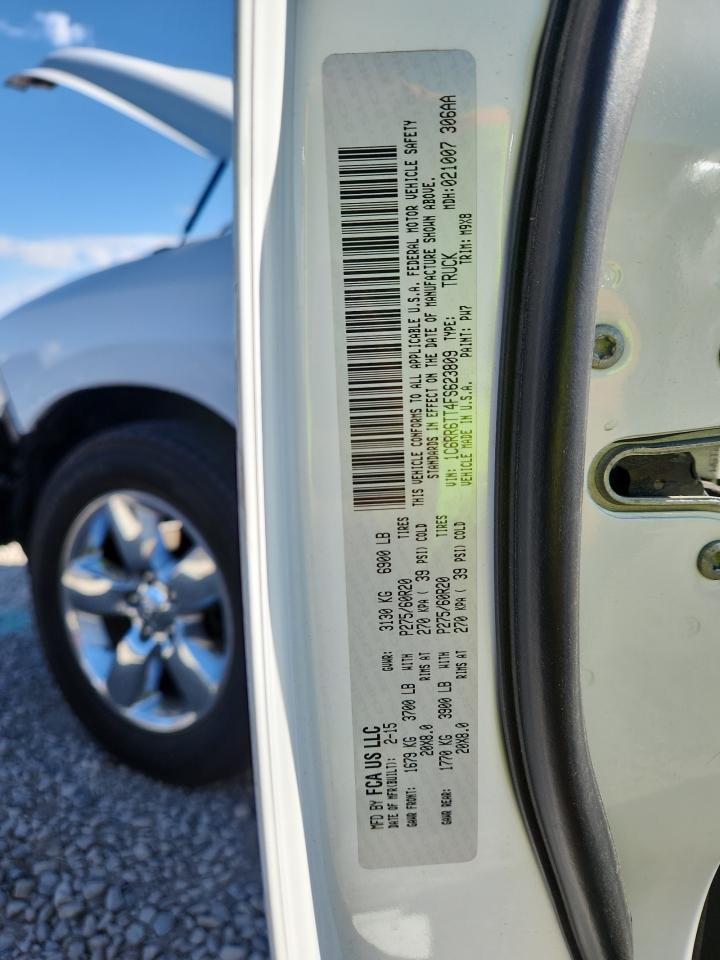 MFD BY FCA US LLC
DATE OF MFR(BUILT): 2-15 GVWR: 3130 KG 6900 LB
GAWR FRONT: 1679 KG 3700 LB WITH P275/60R20 TIRES
20X8.0 RIMS AT 270 KPA ( 39 PSI) COLD
GAWR REAR: 1770 KG 3900 LB WITH P275/60R20 TIRES
20X8.0 RIMS AT 270 KPA ( 39 PSI) COLD
THIS VEHICLE CONFORMS TO ALL APPLICABLE U.S.A. FEDERAL MOTOR VEHICLE SAFETY
STANDARDS IN EFFECT ON THE DATE OF MANUFACTURE SHOWN ABOVE.
VIN: 1C6RR6TT4FS623809 TYPE: TRUCK MDH:021007 306AA
VEHICLE MADE IN U.S.A. PAINT: PW7 TRIM: M9X8